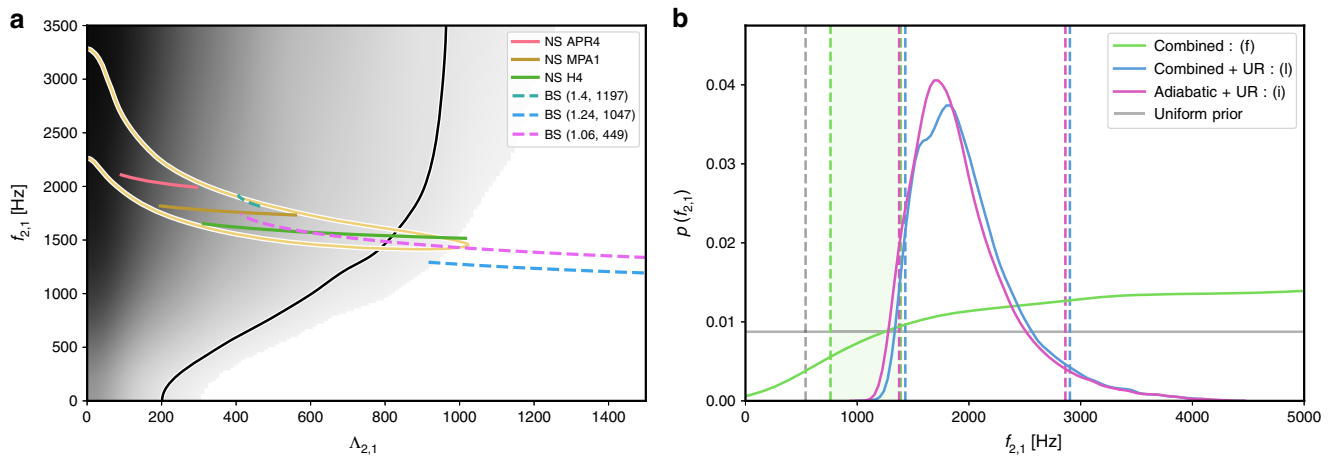 a
3500
3000
2500
2000
1500
1000
500
0
f2,1 [Hz]
0
200
400
600
800
1000
1200
1400
Λ2,1
NS APR4
NS MPA1
NS H4
BS (1.4, 1197)
BS (1.24, 1047)
BS (1.06, 449)
b
0.04
0.03
0.02
0.01
0.00
p (f2,1)
0
1000
2000
3000
4000
5000
f2,1 [Hz]
Combined : (f)
Combined + UR : (l)
Adiabatic + UR : (i)
Uniform prior